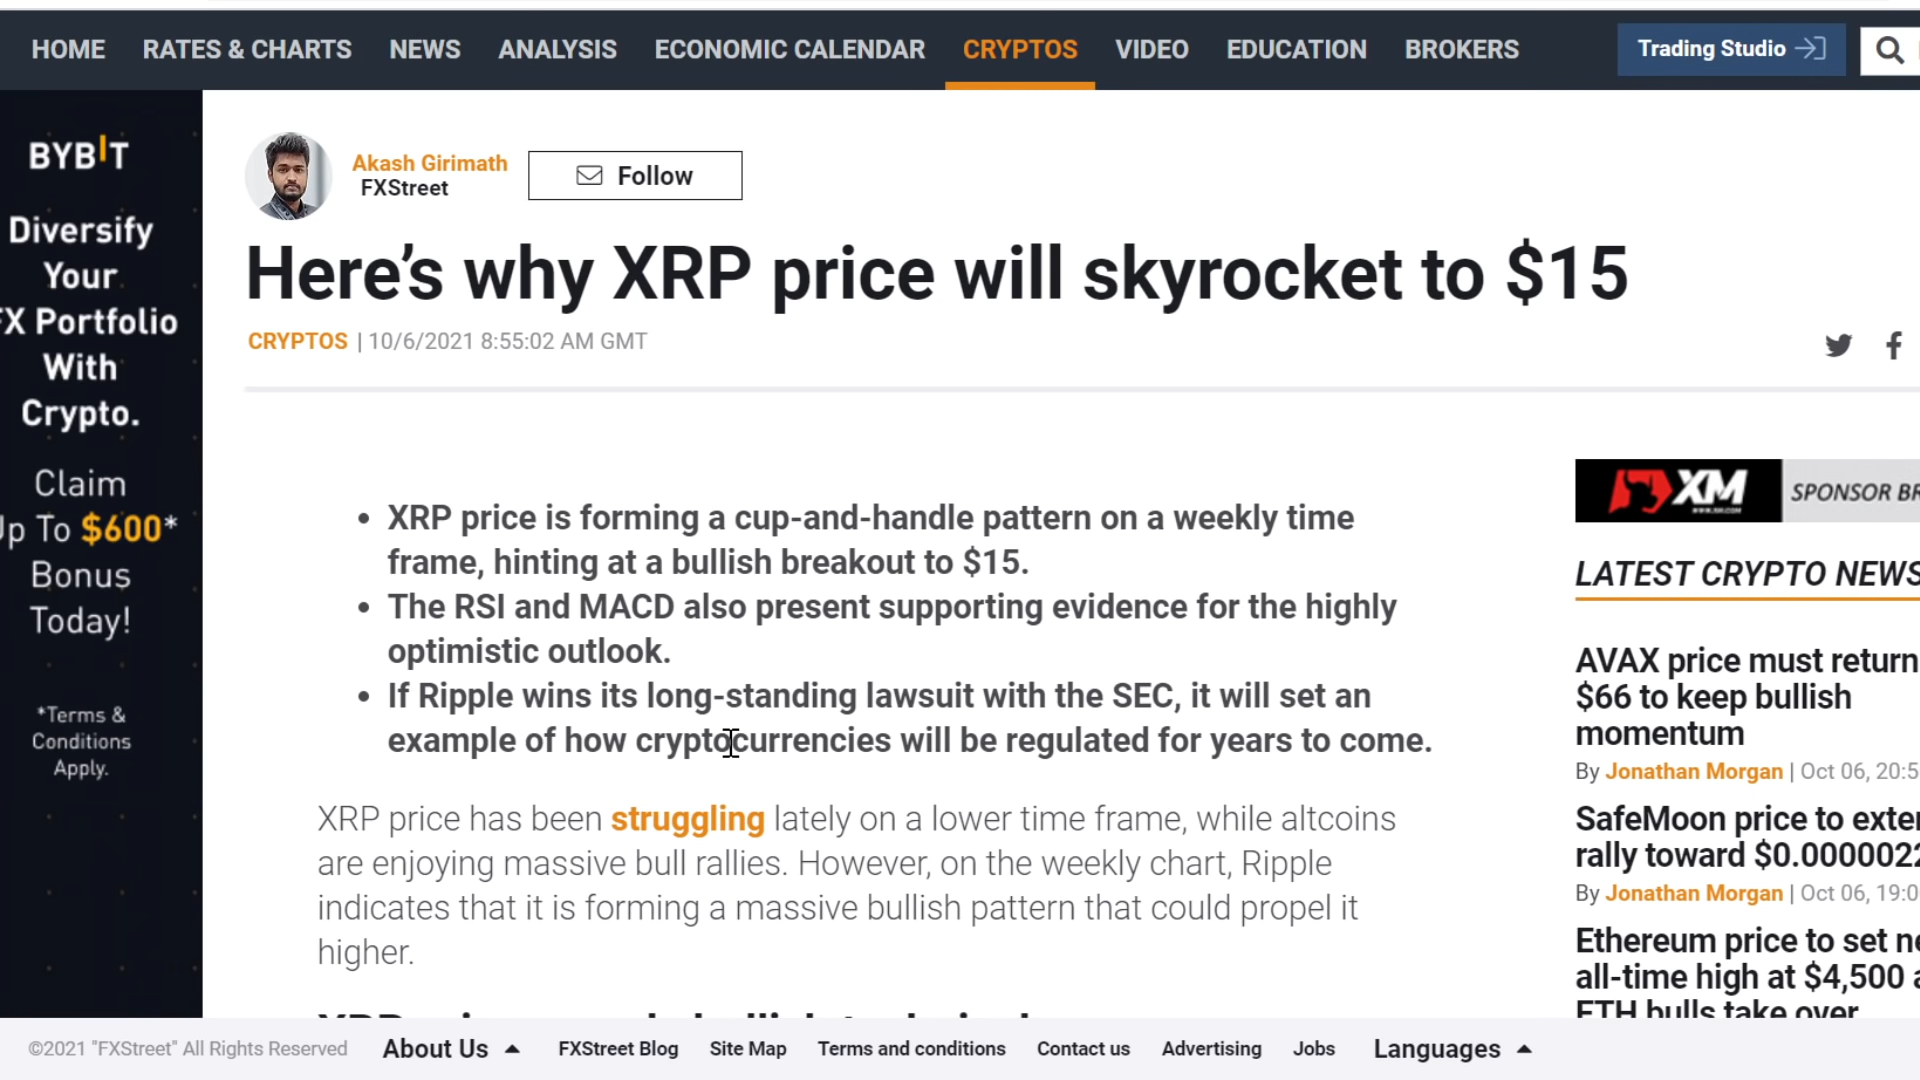 HOME RATES & CHARTS NEWS ANALYSIS ECONOMIC CALENDAR CRYPTOS VIDEO EDUCATION BROKERS Trading Studio
BYBIT
Diversify
Your
FX Portfolio
With
Crypto.
Claim
Up To $600*
Bonus
Today!
*Terms &
Conditions
Apply.
Akash Girimath
FXStreet
Follow
Here’s why XRP price will skyrocket to $15
CRYPTOS | 10/6/2021 8:55:02 AM GMT
• XRP price is forming a cup-and-handle pattern on a weekly time
frame, hinting at a bullish breakout to $15.
• The RSI and MACD also present supporting evidence for the highly
optimistic outlook.
• If Ripple wins its long-standing lawsuit with the SEC, it will set an
example of how cryptocurrencies will be regulated for years to come.
XRP price has been struggling lately on a lower time frame, while altcoins
are enjoying massive bull rallies. However, on the weekly chart, Ripple
indicates that it is forming a massive bullish pattern that could propel it
higher.
XM
WWW.XM.COM
SPONSOR
LATEST CRYPTO NEWS
AVAX price must return
$66 to keep bullish
momentum
By Jonathan Morgan | Oct 06, 20:5
SafeMoon price to
rally toward $0.0000022
By Jonathan Morgan | Oct 06, 19:0
Ethereum price to set
all-time high at $4,500
ETH bulls take over
©2021 "FXStreet" All Rights Reserved About Us FXStreet Blog Site Map Terms and conditions Contact us Advertising Jobs Languages